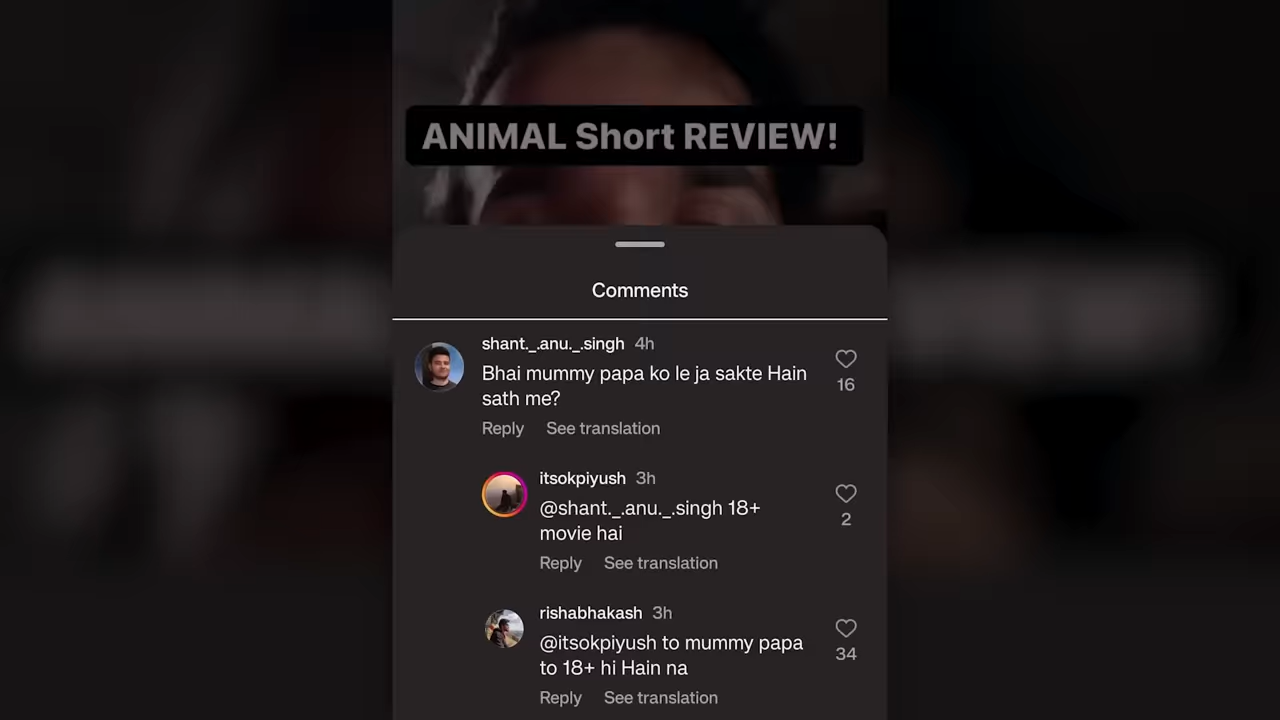 ANIMAL Short REVIEW!
Comments
shant._.anu._.singh 4h
Bhai mummy papa ko le ja sakte Hain
sath me?
16
Reply See translation
itsokpiyush 3h
@shant._.anu._.singh 18+
movie hai
2
Reply See translation
rishabhakash 3h
@itsokpiyush to mummy papa
to 18+ hi Hain na
34
Reply See translation